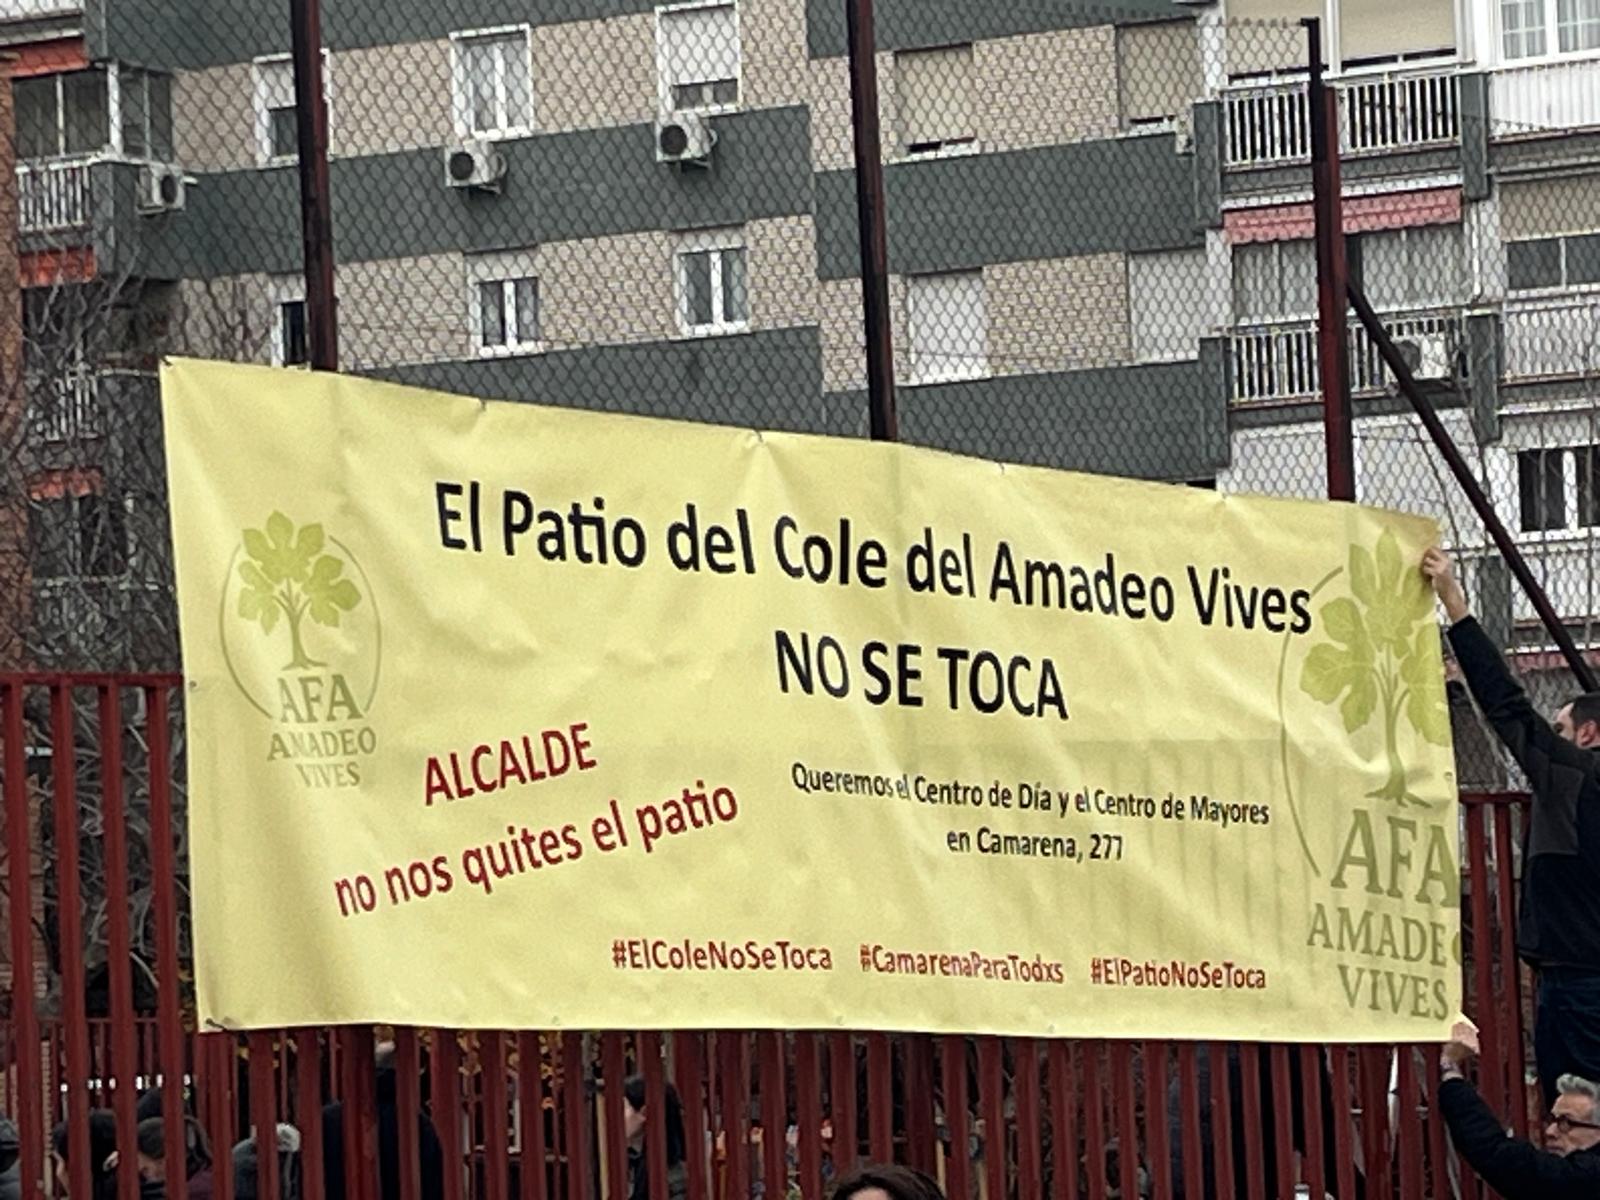 El Patio del Cole del Amadeo Vives
NO SE TOCA
AFA
AMADEO
VIVES
ALCALDE
no nos quites el patio
Queremos el Centro de Día y el Centro de Mayores
en Camarena, 277
#ElColeNoSeToca #CamarenaParaTodxs #ElPatioNoSeToca
AFA
AMADEO
VIVES